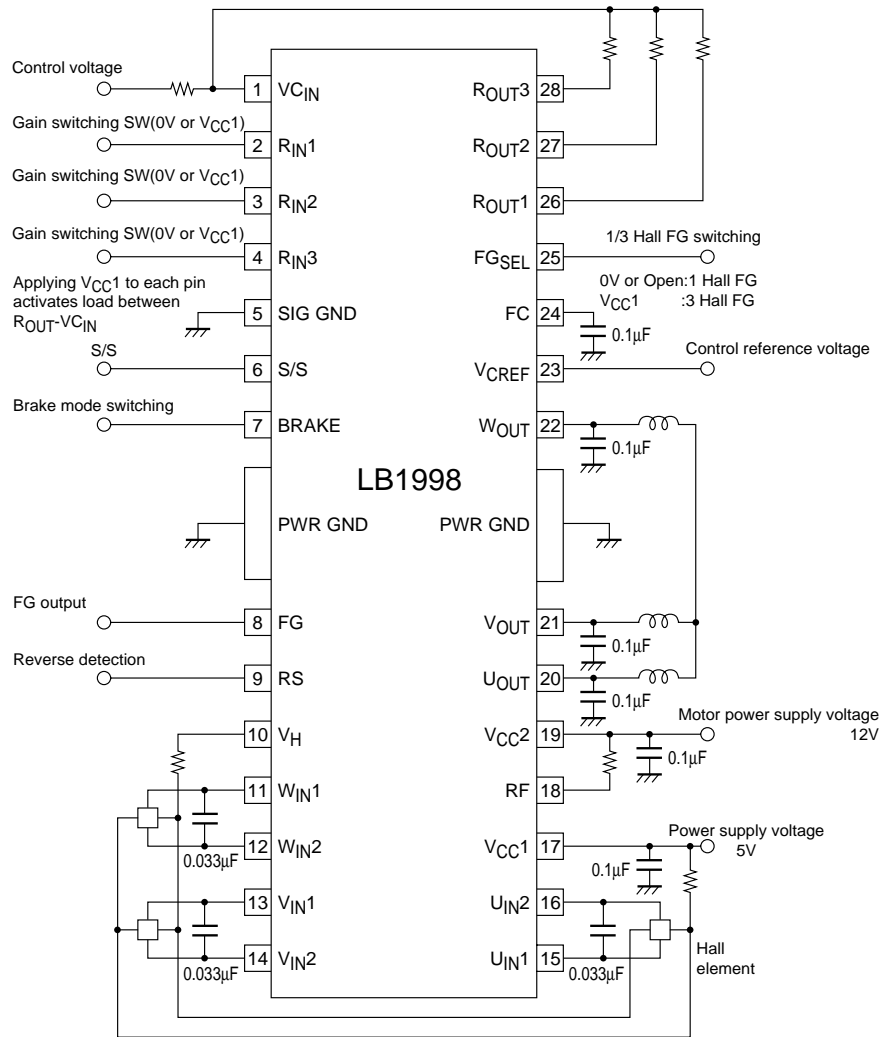 Control voltage
1 VCIN
ROUT3 28
Gain switching SW(0V or VCC1)
2 RIN1
ROUT2 27
Gain switching SW(0V or VCC1)
3 RIN2
ROUT1 26
Gain switching SW(0V or VCC1)
4 RIN3
FGSEL 25
1/3 Hall FG switching
Applying VCC1 to each pin
activates load between
ROUT-VCIN
0V or Open:1 Hall FG
VCC1 :3 Hall FG
5 SIG GND
FC 24
0.1µF
S/S
6 S/S
VCREF 23
Control reference voltage
Brake mode switching
7 BRAKE
WOUT 22
0.1µF
LB1998
PWR GND
PWR GND
FG output
8 FG
VOUT 21
0.1µF
Reverse detection
9 RS
UOUT 20
0.1µF
10 VH
VCC2 19
Motor power supply voltage
12V
0.1µF
11 WIN1
RF 18
12 WIN2
0.033µF
VCC1 17
Power supply voltage
5V
0.1µF
13 VIN1
UIN2 16
14 VIN2
0.033µF
UIN1 15
0.033µF
Hall
element